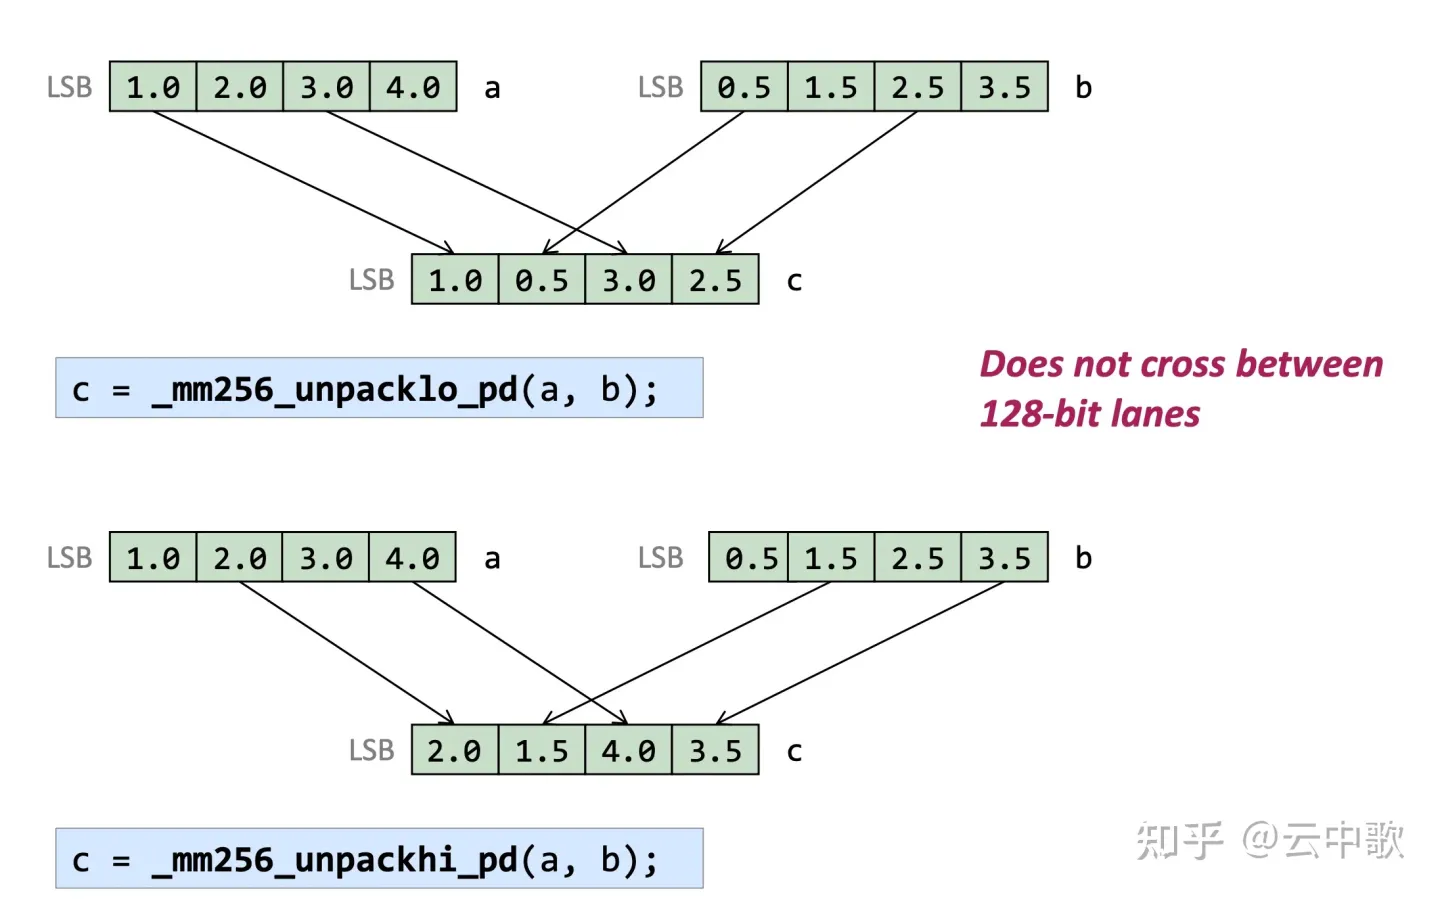 LSB 1.0 2.0 3.0 4.0 a LSB 0.5 1.5 2.5 3.5 b
LSB 1.0 0.5 3.0 2.5 c
c = _mm256_unpacklo_pd(a, b);
Does not cross between
128-bit lanes
LSB 1.0 2.0 3.0 4.0 a LSB 0.5 1.5 2.5 3.5 b
LSB 2.0 1.5 4.0 3.5 c
c = _mm256_unpackhi_pd(a, b);
知乎 @云中歌